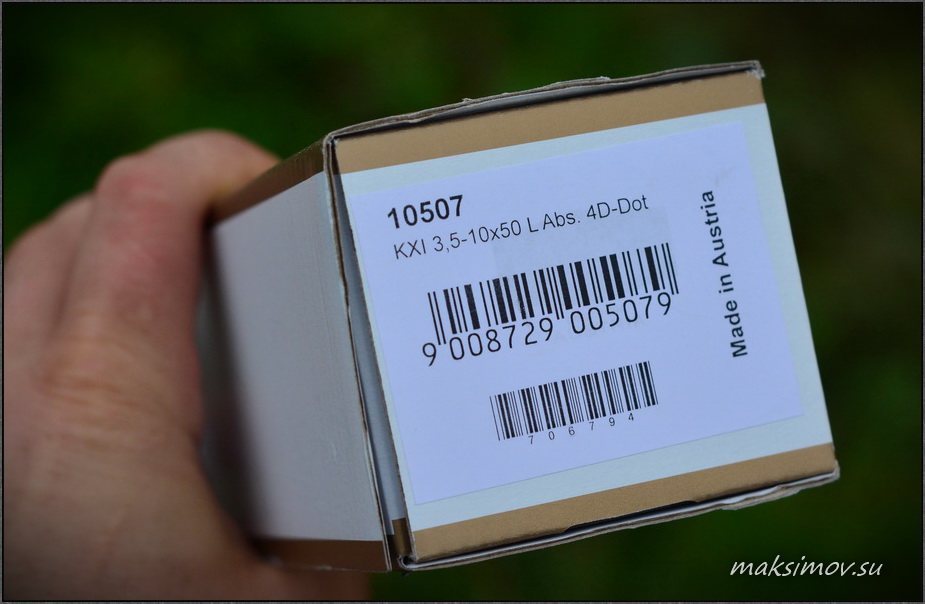 10507
KXI 3,5-10x50 L Abs. 4D-Dot
9 008729 005079
706794
Made in Austria
maksimov.su